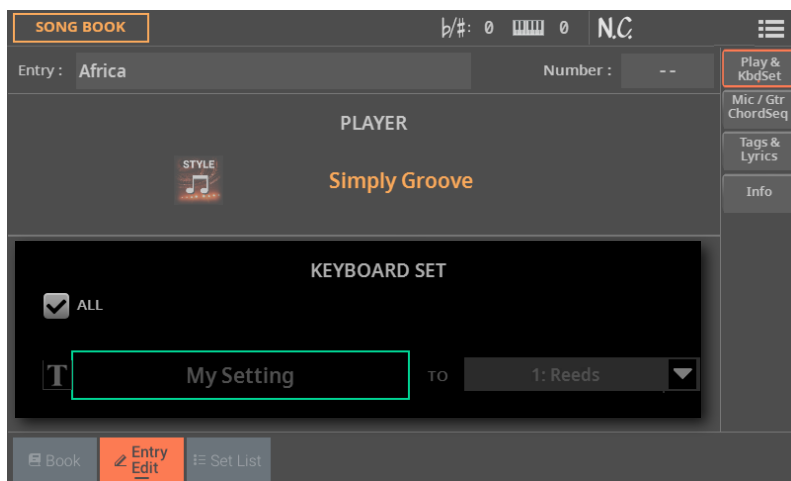 SONG BOOK
b/#: 0 0 N.C.
Entry : Africa Number : --
Play & KbdSet
Mic / Gtr ChordSeq
Tags & Lyrics
Info
PLAYER
STYLE
Simply Groove
KEYBOARD SET
ALL
T My Setting TO 1: Reeds
Book
Entry Edit
Set List